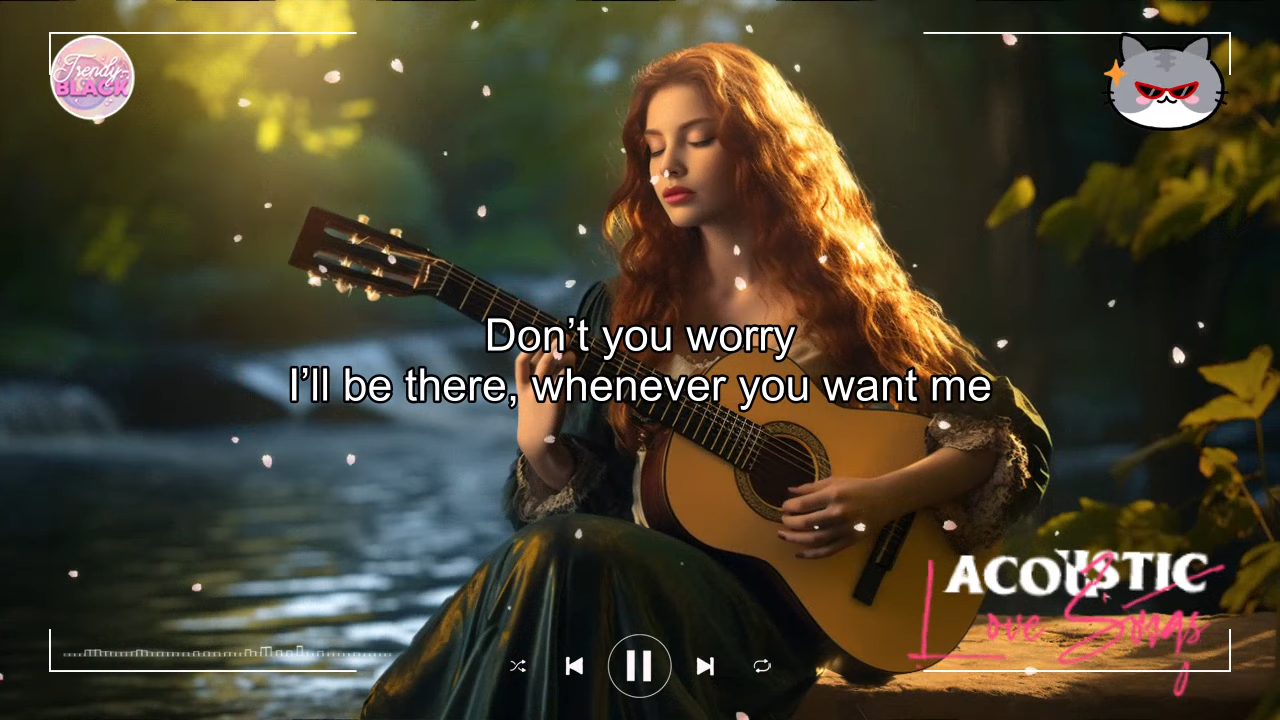 Trendy
BLACK
Don’t you worry
I’ll be there, whenever you want me
ACOUSTIC
Love Songs